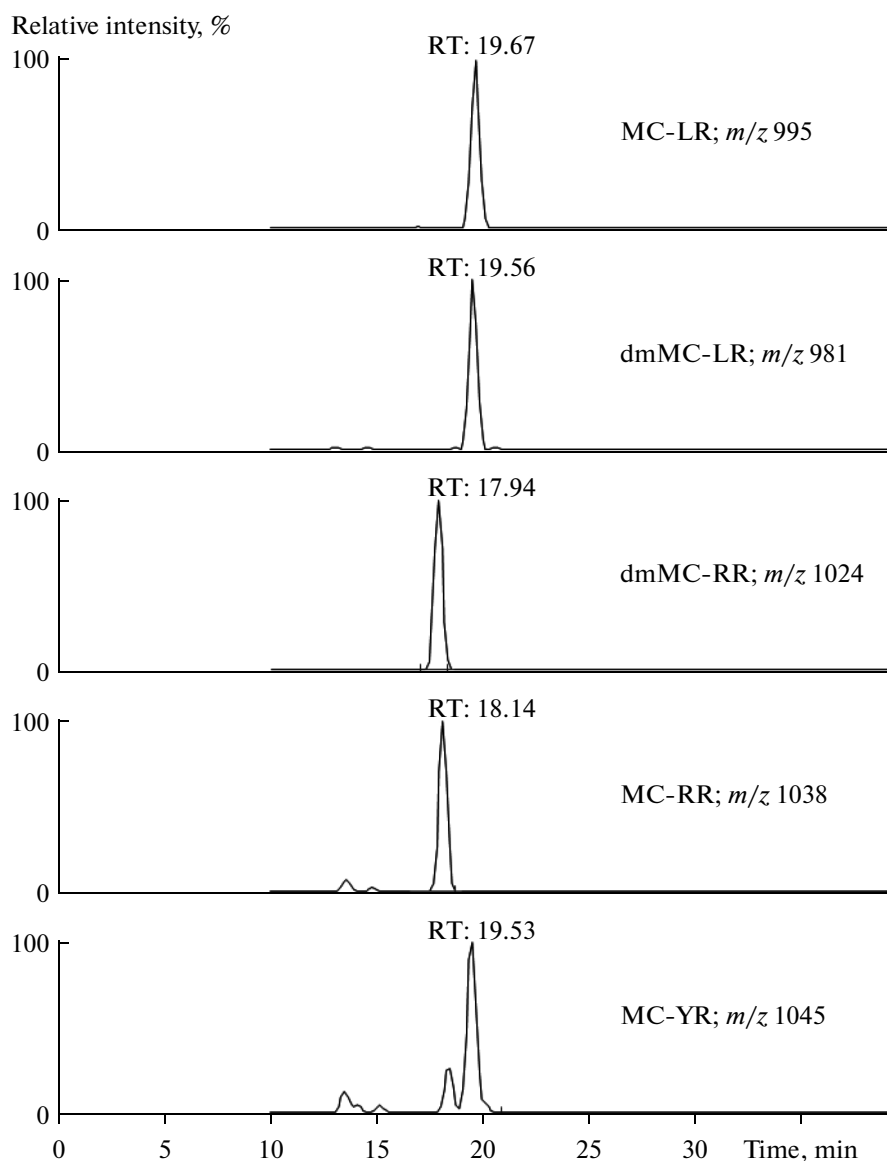 Relative intensity, %
RT: 19.67
100
MC-LR; m/z 995
0
RT: 19.56
100
dmMC-LR; m/z 981
0
RT: 17.94
100
dmMC-RR; m/z 1024
0
RT: 18.14
100
MC-RR; m/z 1038
0
RT: 19.53
100
MC-YR; m/z 1045
0
0 5 10 15 20 25 30 Time, min